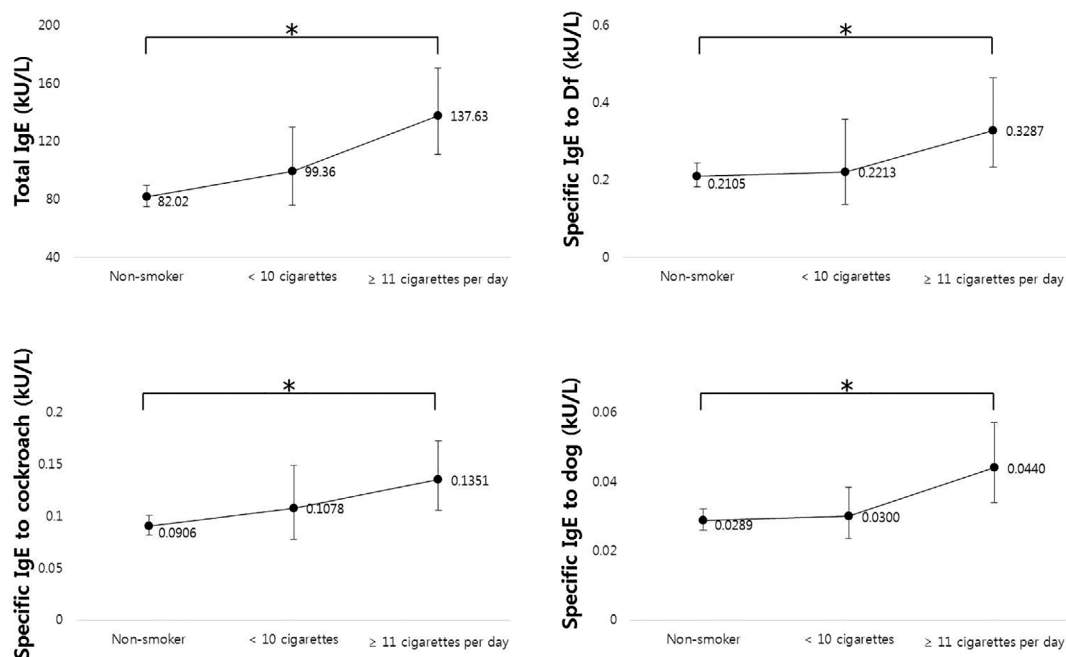 Total IgE (kU/L)
200
160
120
80
40
*
82.02
99.36
137.63
Non-smoker
< 10 cigarettes
≥ 11 cigarettes per day
Specific IgE to Df (kU/L)
0.6
0.4
0.2
0
*
0.2105
0.2213
0.3287
Non-smoker
< 10 cigarettes
≥ 11 cigarettes per day
Specific IgE to cockroach (kU/L)
0.2
0.15
0.1
0.05
0
*
0.0906
0.1078
0.1351
Non-smoker
< 10 cigarettes
≥ 11 cigarettes per day
Specific IgE to dog (kU/L)
0.06
0.04
0.02
0
*
0.0289
0.0300
0.0440
Non-smoker
< 10 cigarettes
≥ 11 cigarettes per day